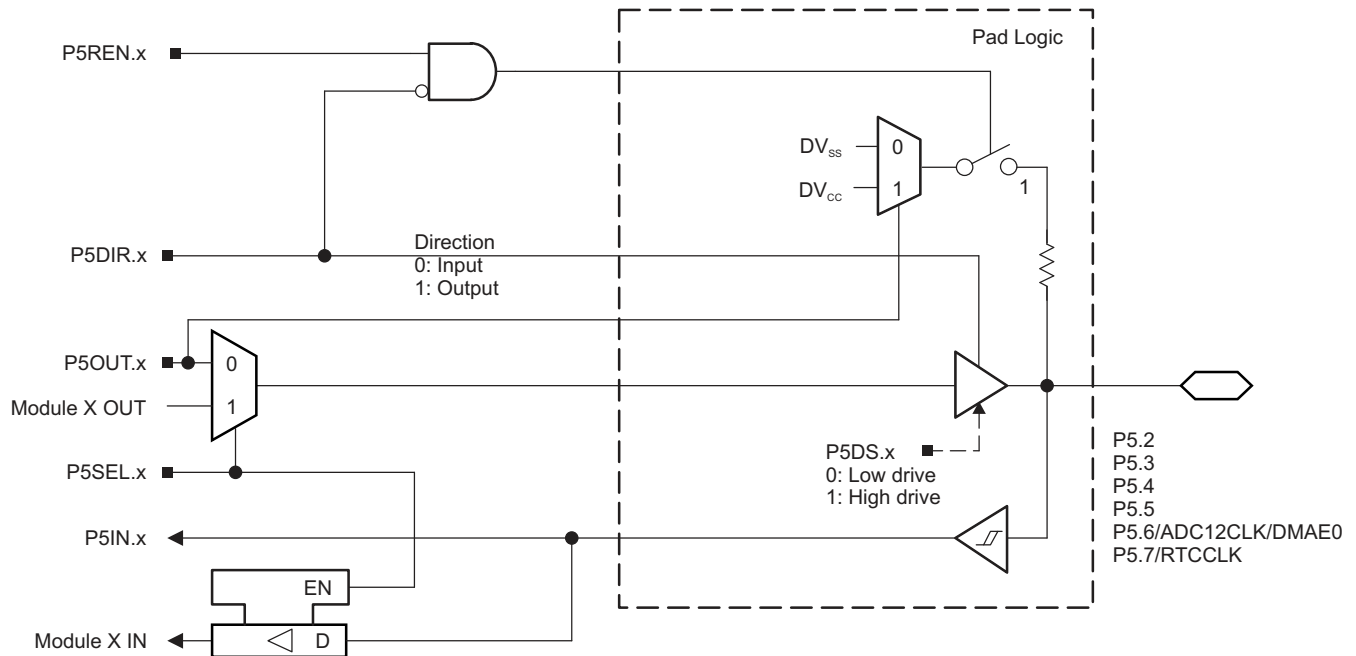 Pad Logic
P5REN.x
DVSS
0
DVCC
1
1
P5DIR.x
Direction
0: Input
1: Output
P5OUT.x
0
Module X OUT
1
P5DS.x
0: Low drive
1: High drive
P5SEL.x
P5.2
P5.3
P5.4
P5.5
P5.6/ADC12CLK/DMAE0
P5.7/RTCCLK
P5IN.x
EN
Module X IN
D